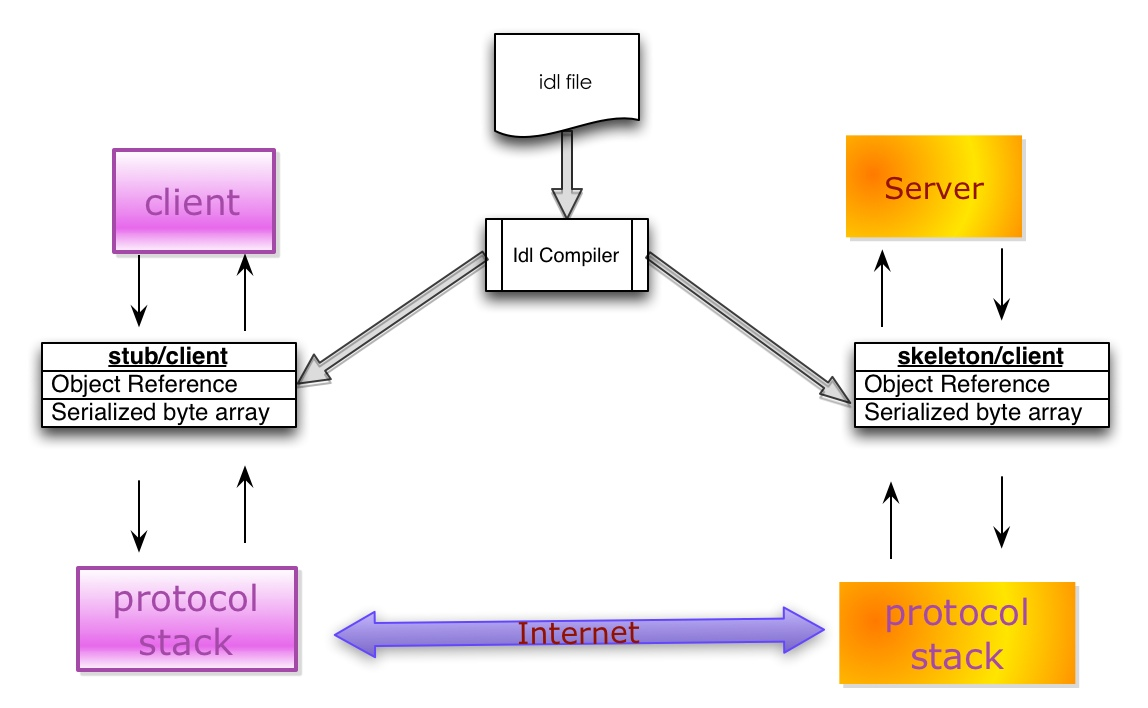 idl file
client
Server
Idl Compiler
stub/client
Object Reference
Serialized byte array
skeleton/client
Object Reference
Serialized byte array
protocol
stack
Internet
protocol
stack